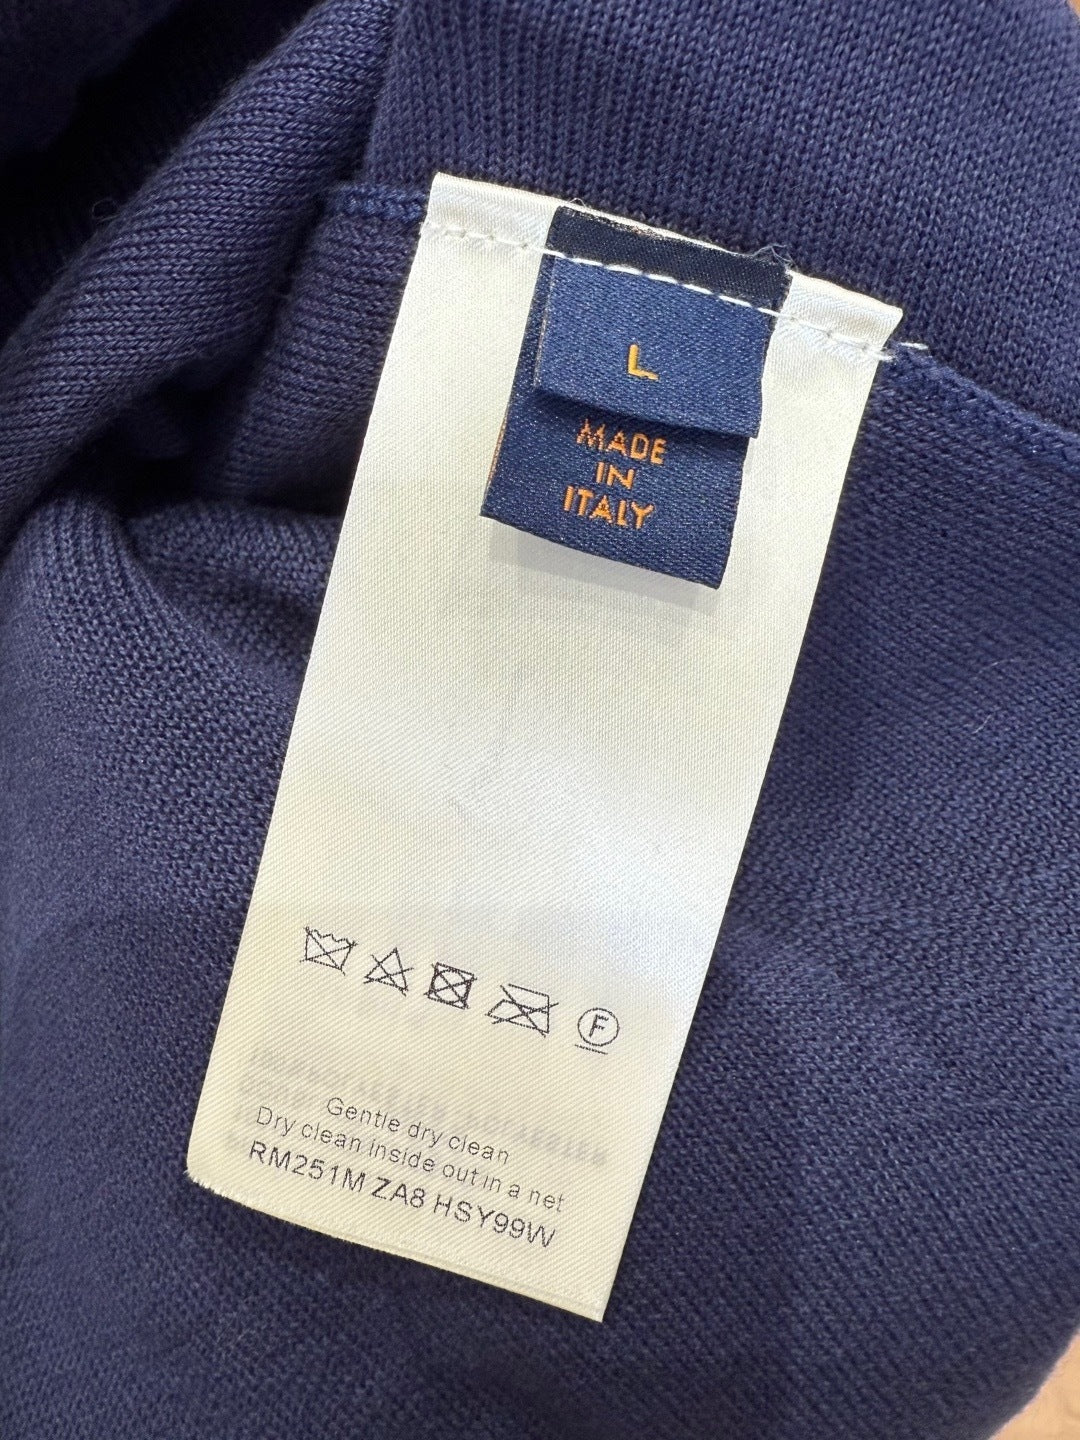 L
MADE
IN
ITALY
F
Gentle dry clean
Dry clean inside out in a net
RM251M ZA8 HSY99W